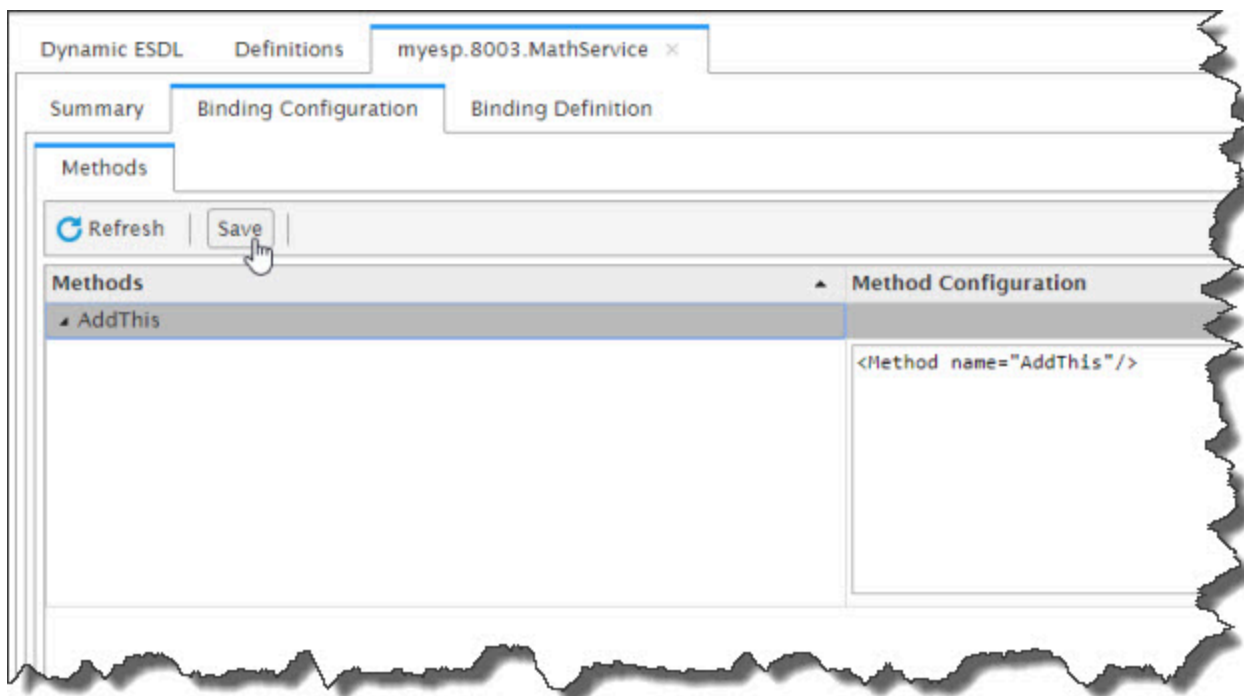 Dynamic ESDL Definitions myesp.8003.MathService
Summary Binding Configuration Binding Definition
Methods
Refresh Save
Methods Method Configuration
AddThis
<Method name="AddThis"/>